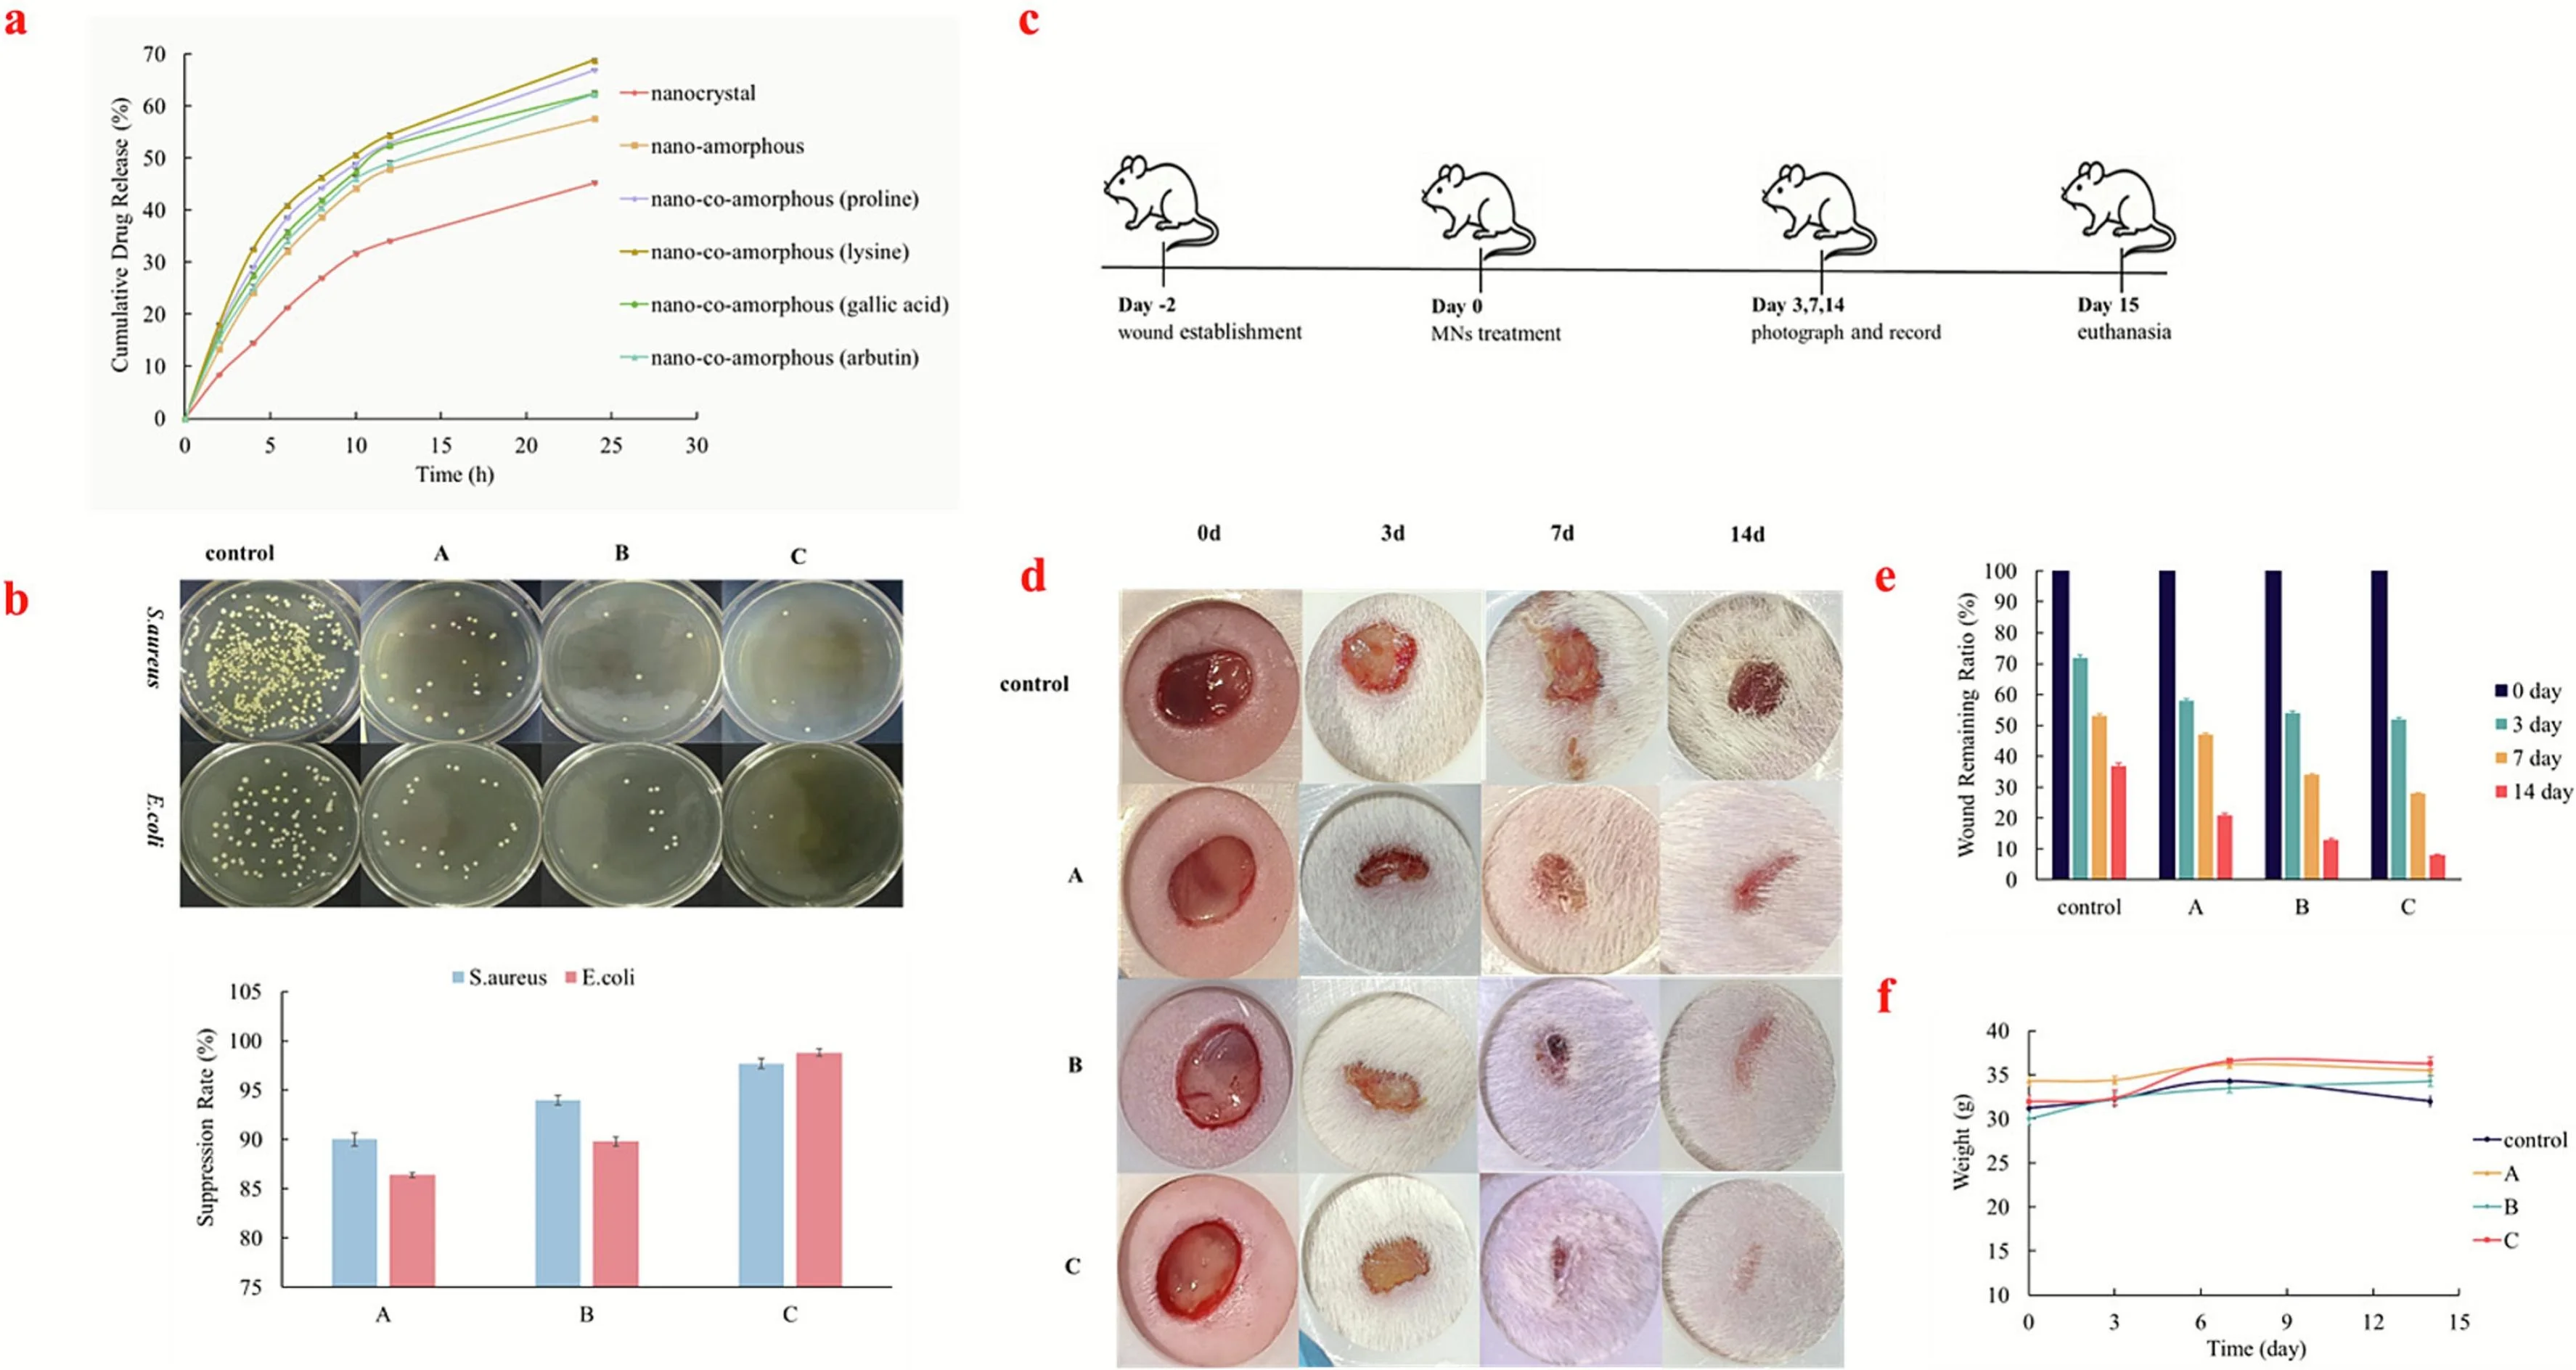 a
70
60
50
40
30
20
10
0
0 5 10 15 20 25 30
Cumulative Drug Release (%)
Time (h)
nanocrystal
nano-amorphous
nano-co-amorphous (proline)
nano-co-amorphous (lysine)
nano-co-amorphous (gallic acid)
nano-co-amorphous (arbutin)
b
control A B C
S.aureus
E.coli
S.aureus E.coli
105
100
95
90
85
80
75
Suppression Rate (%)
A B C
c
Day -2
wound establishment
Day 0
MNs treatment
Day 3,7,14
photograph and record
Day 15
euthanasia
d
0d 3d 7d 14d
control
A
B
C
e
100
90
80
70
60
50
40
30
20
10
0
Wound Remaining Ratio (%)
control A B C
0 day
3 day
7 day
14 day
f
40
35
30
25
20
15
10
Weight (g)
0 3 6 9 12 15
Time (day)
control
A
B
C